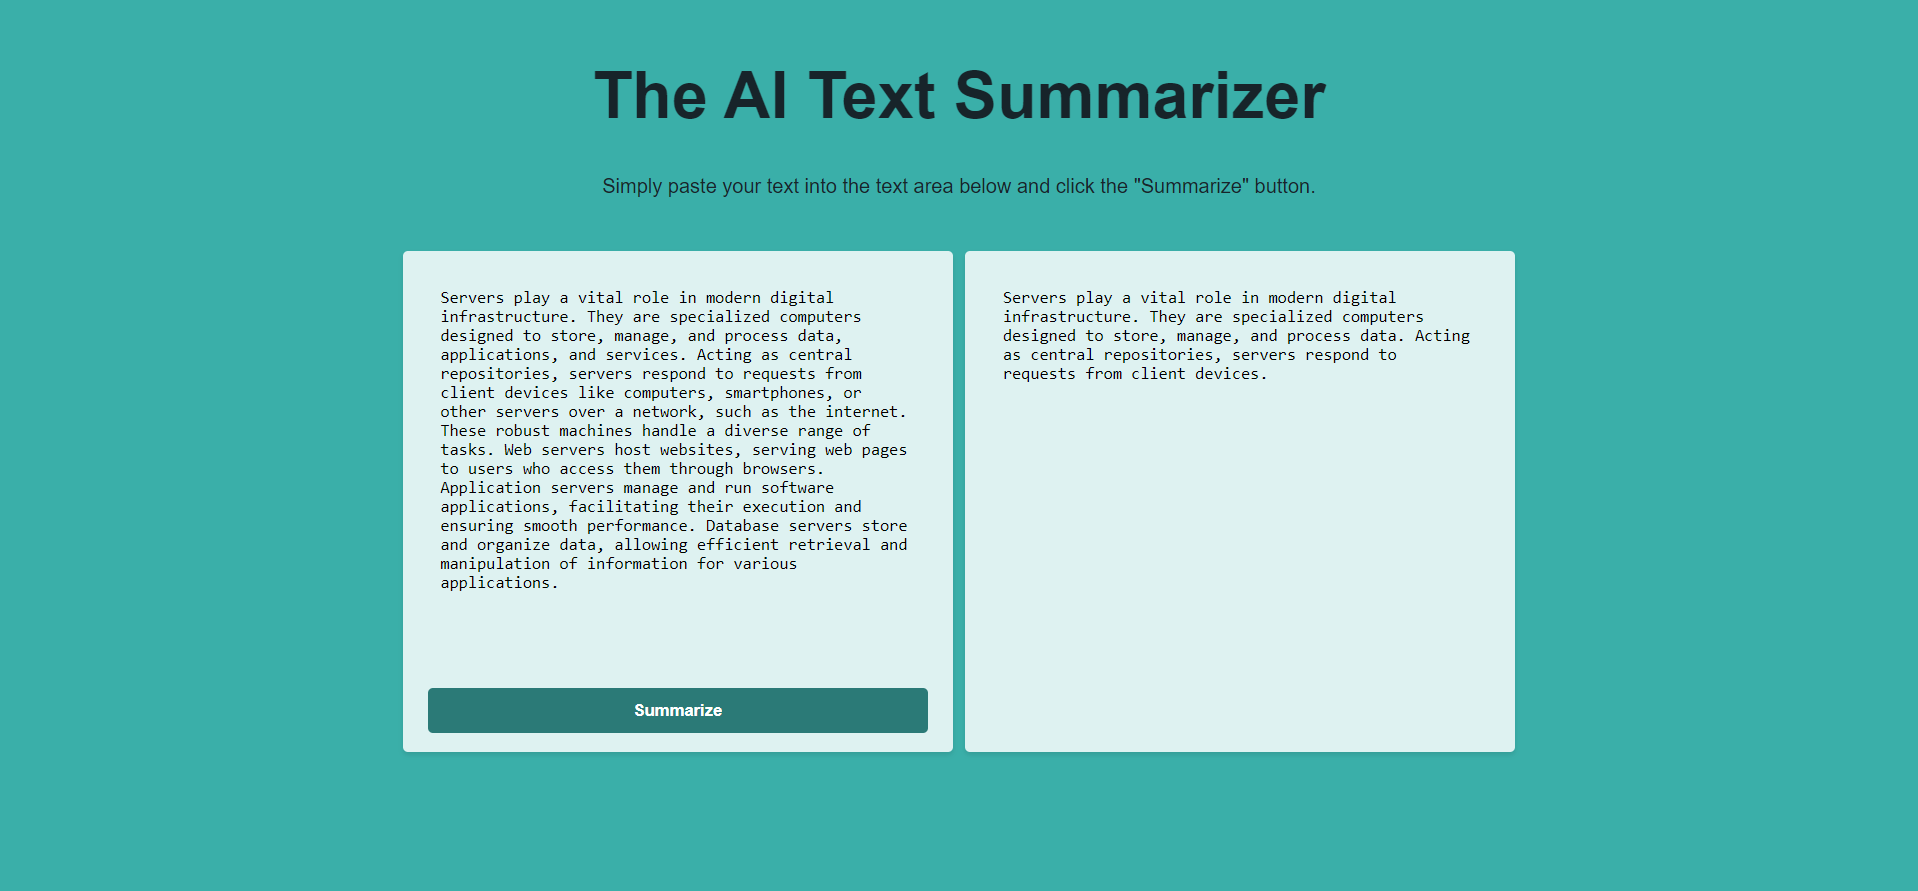 The AI Text Summarizer
Simply paste your text into the text area below and click the "Summarize" button.
Servers play a vital role in modern digital
infrastructure. They are specialized computers
designed to store, manage, and process data,
applications, and services. Acting as central
repositories, servers respond to requests from
client devices like computers, smartphones, or
other servers over a network, such as the internet.
These robust machines handle a diverse range of
tasks. Web servers host websites, serving web pages
to users who access them through browsers.
Application servers manage and run software
applications, facilitating their execution and
ensuring smooth performance. Database servers store
and organize data, allowing efficient retrieval and
manipulation of information for various
applications.
Summarize
Servers play a vital role in modern digital
infrastructure. They are specialized computers
designed to store, manage, and process data. Acting
as central repositories, servers respond to
requests from client devices.